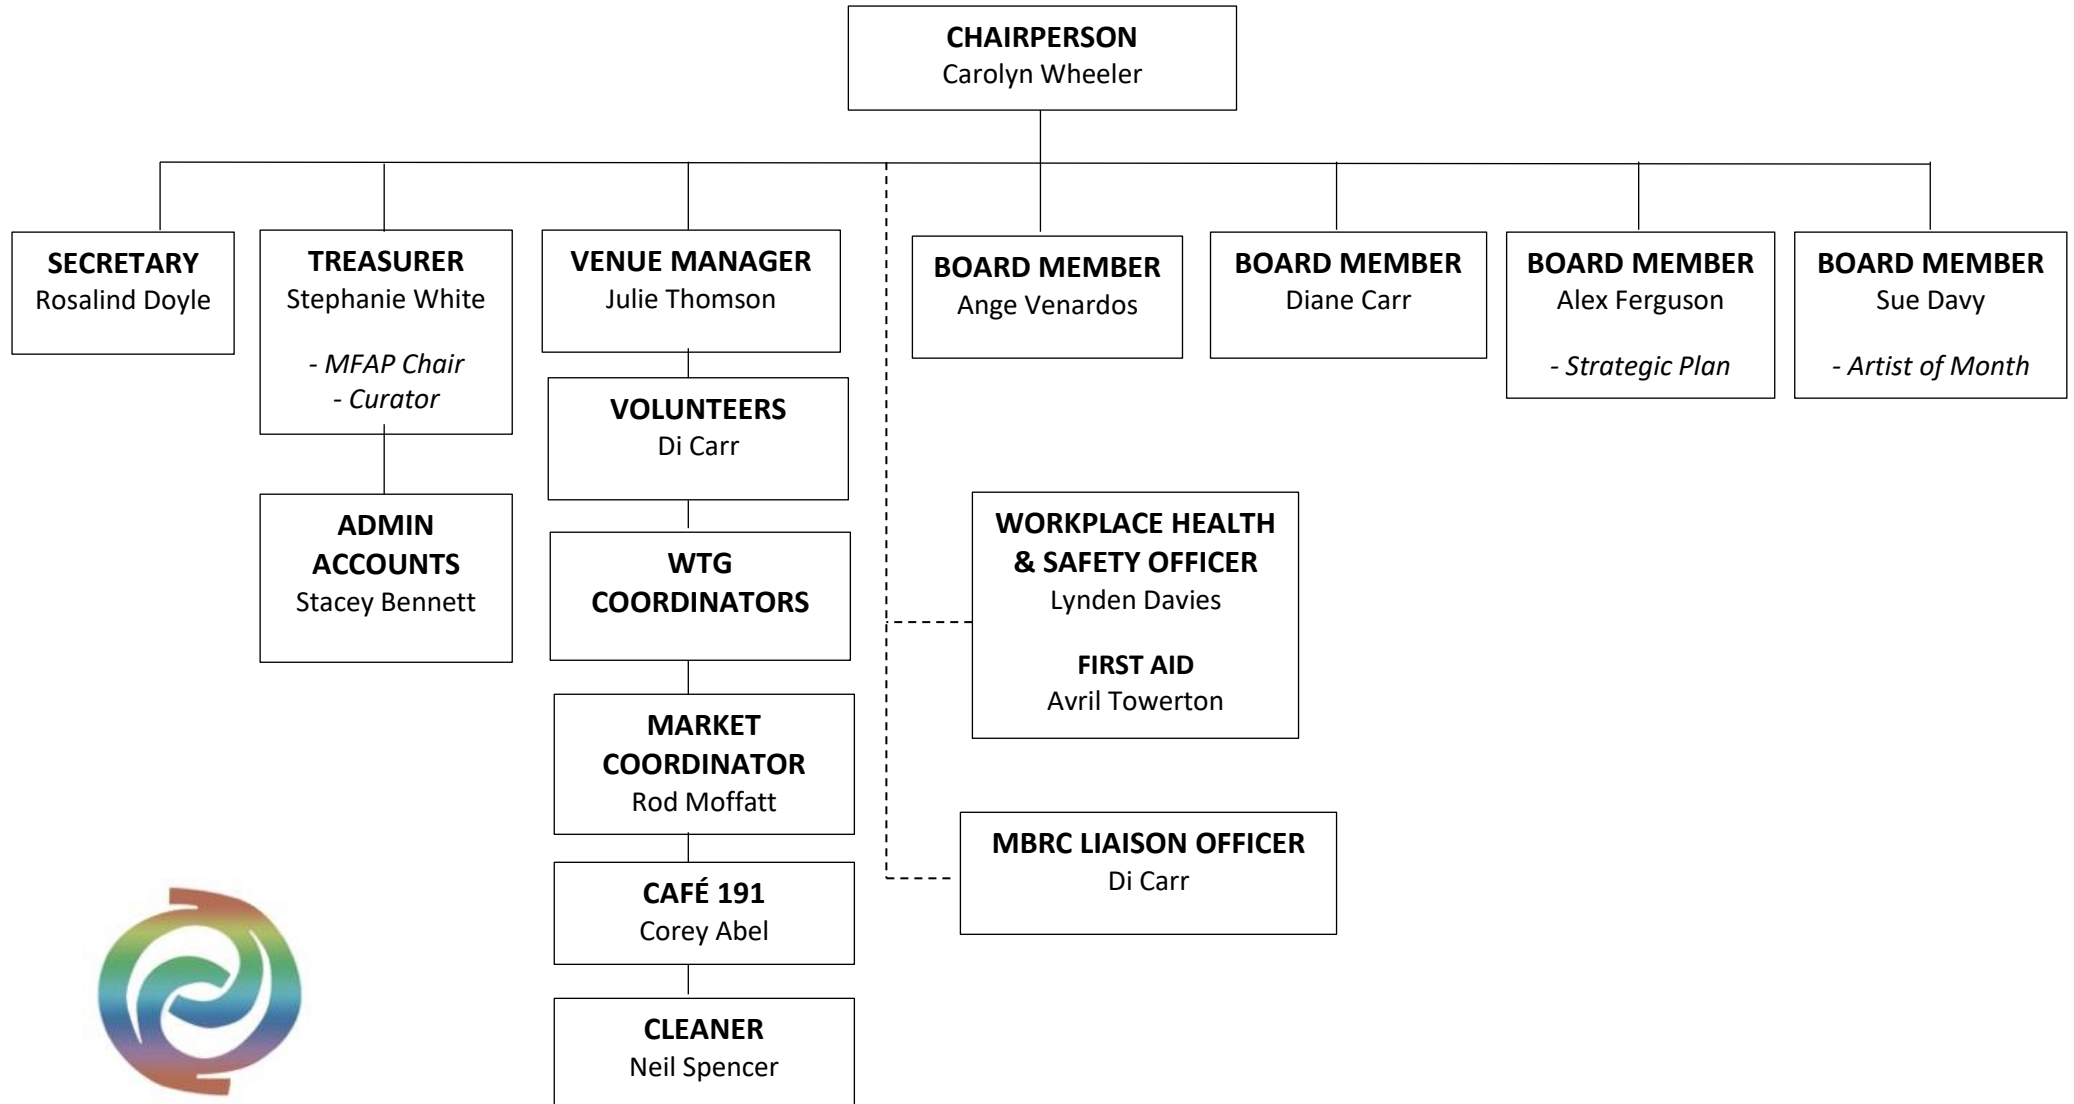 CHAIRPERSON
Carolyn Wheeler
SECRETARY
Rosalind Doyle
TREASURER
Stephanie White
- MFAP Chair
- Curator
VENUE MANAGER
Julie Thomson
BOARD MEMBER
Ange Venardos
BOARD MEMBER
Diane Carr
BOARD MEMBER
Alex Ferguson
- Strategic Plan
BOARD MEMBER
Sue Davy
- Artist of Month
VOLUNTEERS
Di Carr
ADMIN
ACCOUNTS
Stacey Bennett
WTG
COORDINATORS
WORKPLACE HEALTH
& SAFETY OFFICER
Lynden Davies
FIRST AID
Avril Towerton
MARKET
COORDINATOR
Rod Moffatt
MBRC LIAISON OFFICER
Di Carr
CAFÉ 191
Corey Abel
CLEANER
Neil Spencer